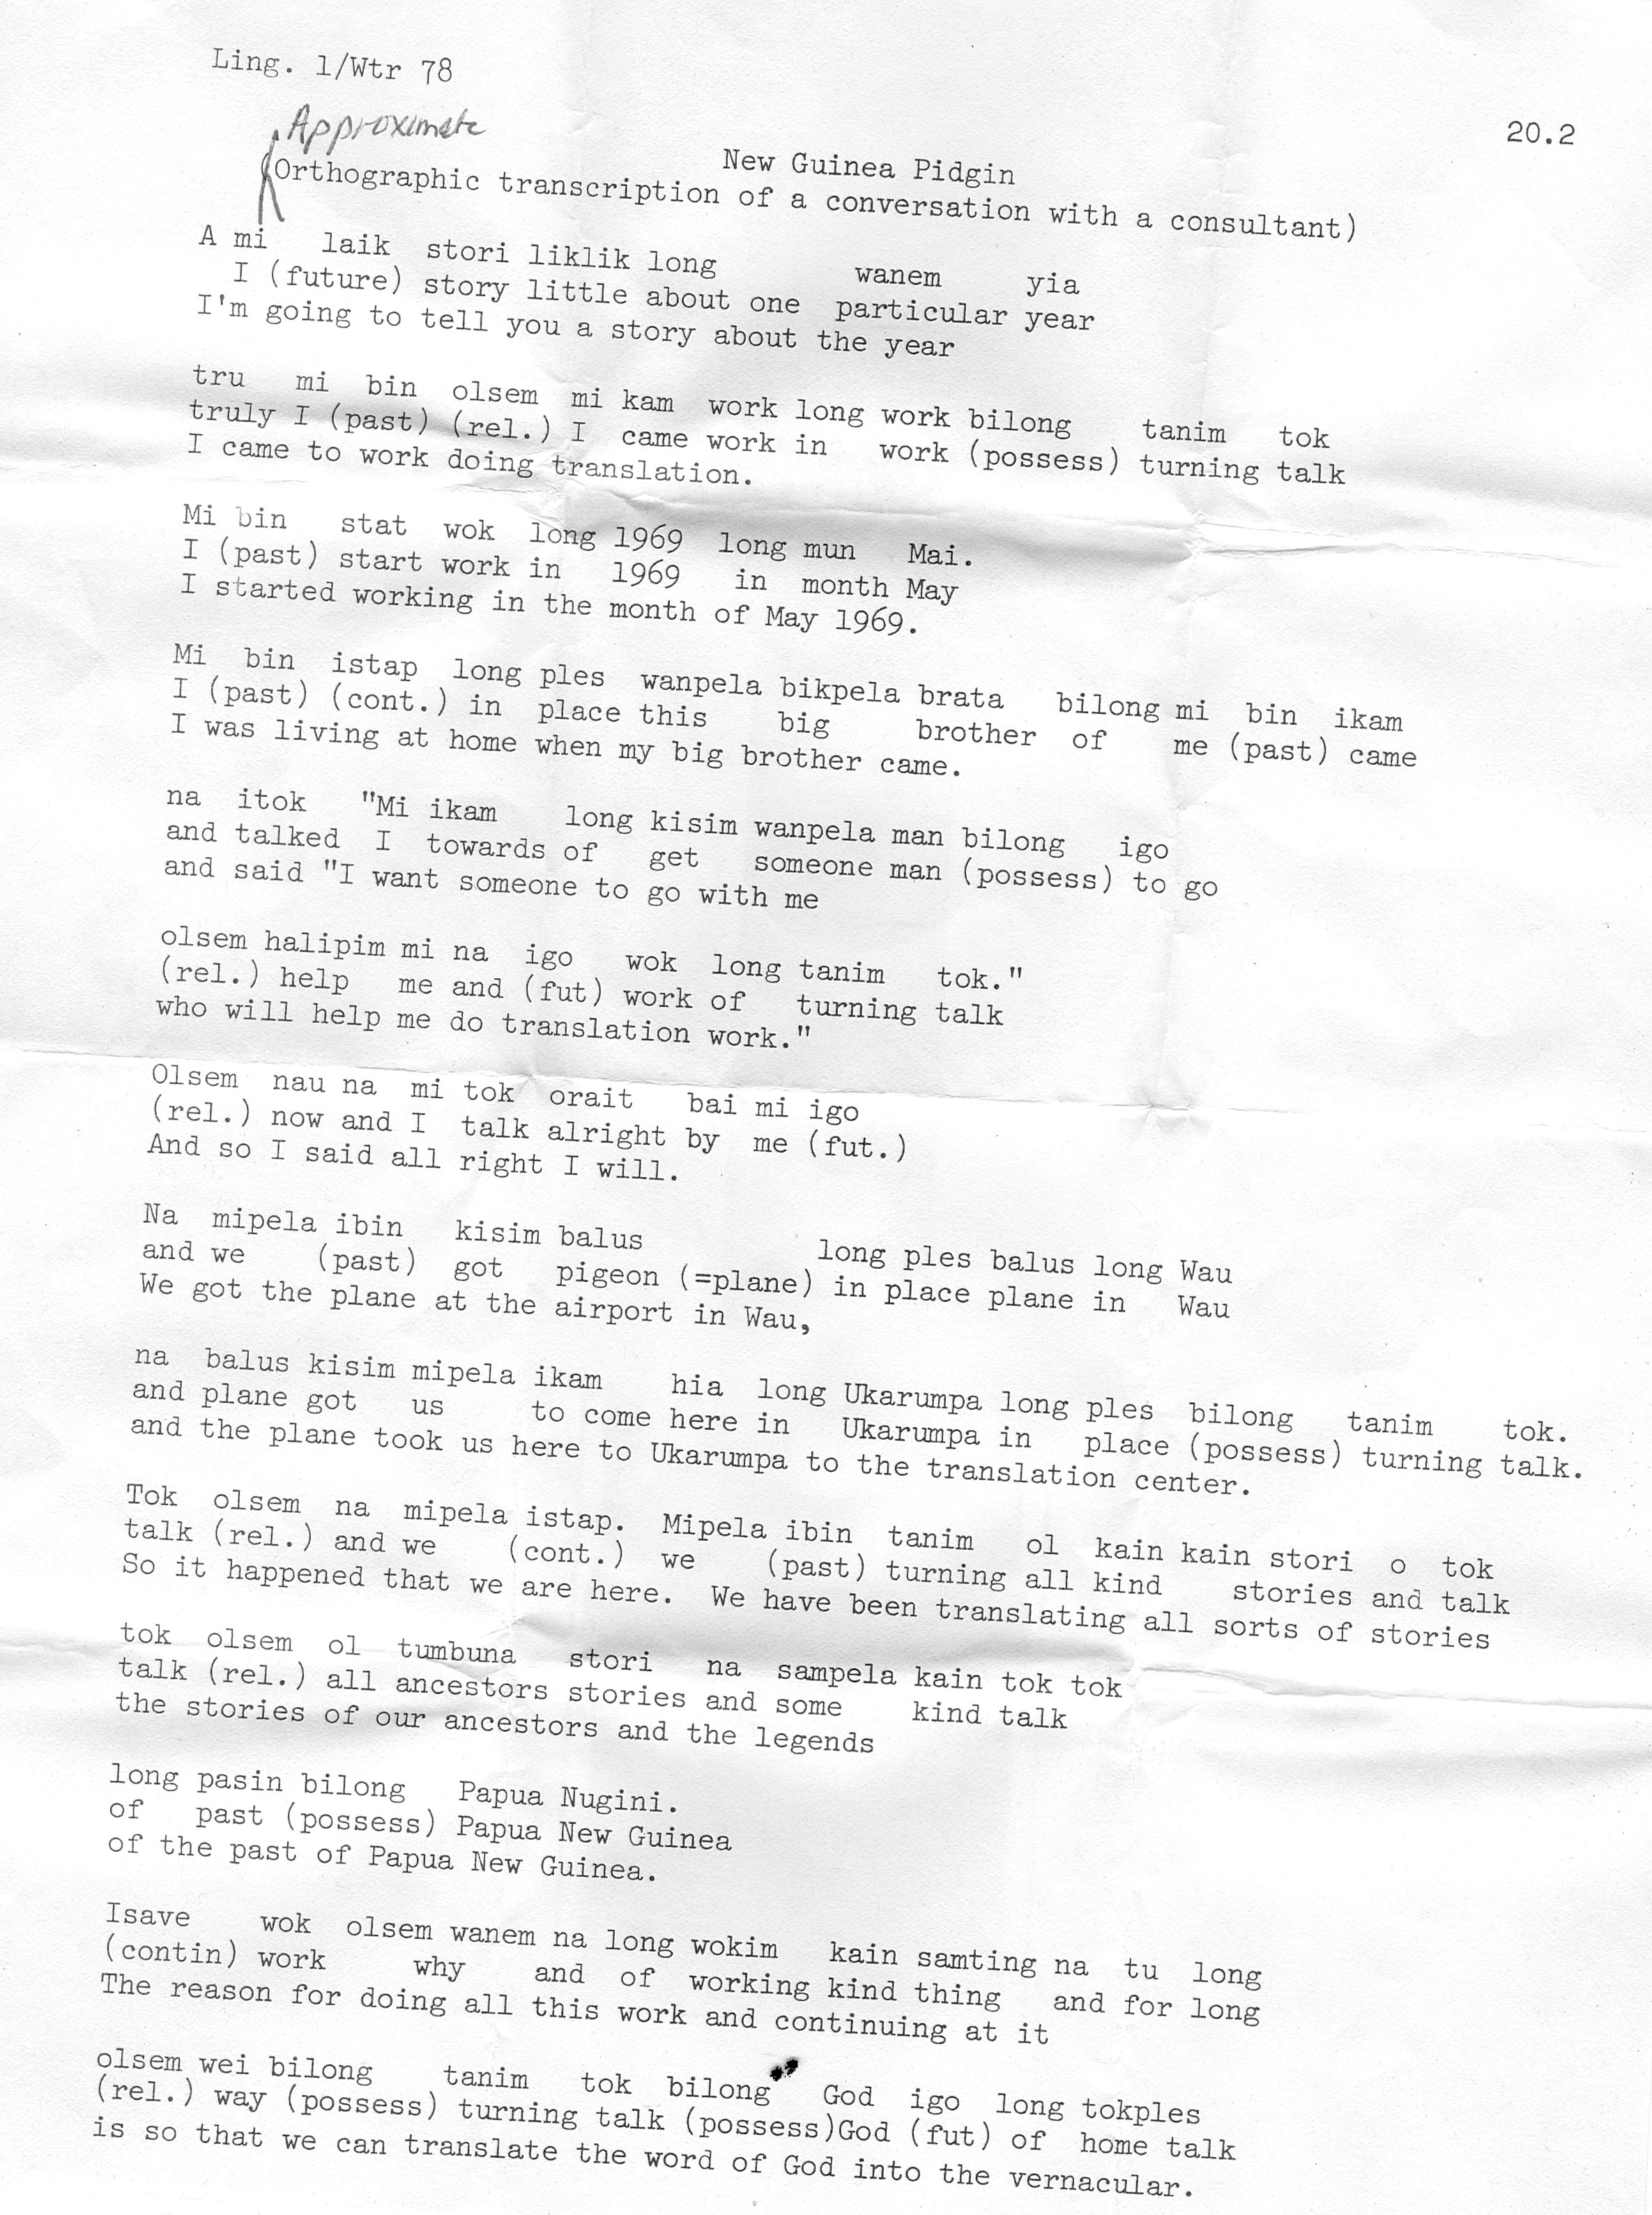 Ling. 1/Wtr 78
20.2
Approximate
New Guinea Pidgin
(Orthographic transcription of a conversation with a consultant)
A mi laik stori liklik long wanem yia
I (future) story little about one particular year
I'm going to tell you a story about the year
tru mi bin olsem mi kam work long work bilong tanim tok
truly I (past) (rel.) I came work in work (possess) turning talk
I came to work doing translation.
Mi bin stat wok long 1969 long mun Mai.
I (past) start work in 1969 in month May
I started working in the month of May 1969.
Mi bin istap long ples wanpela bikpela brata bilong mi bin ikam
I (past) (cont.) in place this big brother of me (past) came
I was living at home when my big brother came.
na itok "Mi ikam long kisim wanpela man bilong igo
and talked I towards of get someone man (possess) to go
and said "I want someone to go with me
olsem halipim mi na igo wok long tanim tok."
(rel.) help me and (fut) work of turning talk
who will help me do translation work."
Olsem nau na mi tok orait bai mi igo
(rel.) now and I talk alright by me (fut.)
And so I said all right I will.
Na mipela ibin kisim balus long ples balus long Wau
and we (past) got pigeon (=plane) in place plane in Wau
We got the plane at the airport in Wau,
na balus kisim mipela ikam hia long Ukarumpa long ples bilong tanim tok.
and plane got us to come here in Ukarumpa in place (possess) turning talk.
and the plane took us here to Ukarumpa to the translation center.
Tok olsem na mipela istap. Mipela ibin tanim ol kain kain stori o tok
talk (rel.) and we (cont.) we (past) turning all kind stories and talk
So it happened that we are here. We have been translating all sorts of stories
tok olsem ol tumbuna stori na sampela kain tok tok
talk (rel.) all ancestors stories and some kind talk
the stories of our ancestors and the legends
long pasin bilong Papua Nugini.
of past (possess) Papua New Guinea
of the past of Papua New Guinea.
Isave wok olsem wanem na long wokim kain samting na tu long
(contin) work why and of working kind thing and for long
The reason for doing all this work and continuing at it
olsem wei bilong tanim tok bilong God igo long tokples
(rel.) way (possess) turning talk (possess)God (fut) of home talk
is so that we can translate the word of God into the vernacular.